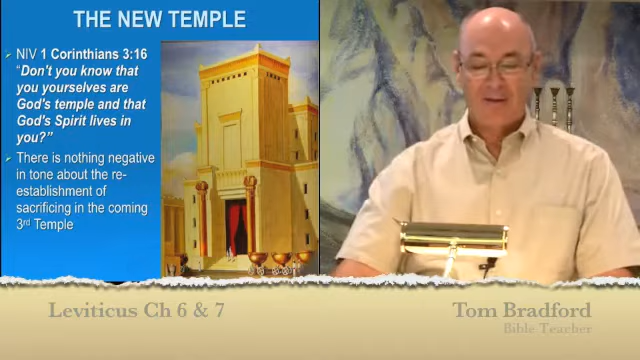 THE NEW TEMPLE
NIV 1 Corinthians 3:16
"Don't you know that
you yourselves are
God's temple and that
God's Spirit lives in
you?"
There is nothing negative
in tone about the re-
establishment of
sacrificing in the coming
3rd Temple
Leviticus Ch 6 & 7
Tom Bradford
Bible Teacher